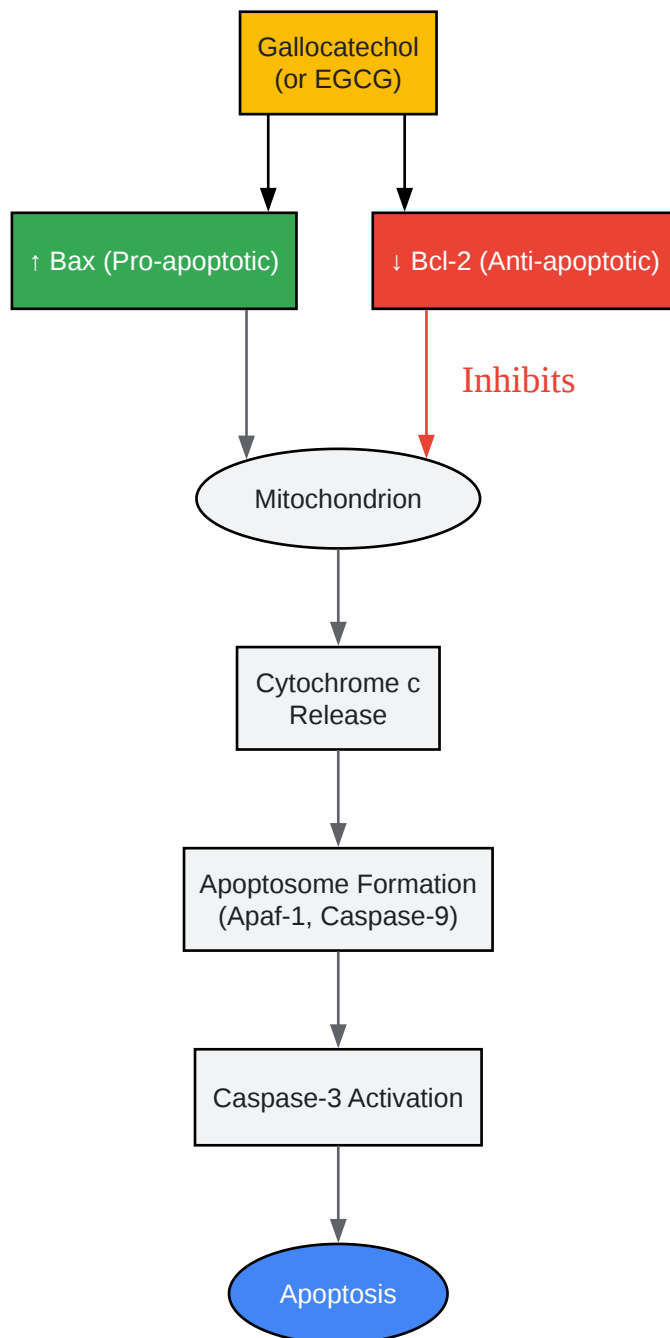 Gallocatechol
(or EGCG)
↑ Bax (Pro-apoptotic)
↓ Bcl-2 (Anti-apoptotic)
Inhibits
Mitochondrion
Cytochrome c
Release
Apoptosome Formation
(Apaf-1, Caspase-9)
Caspase-3 Activation
Apoptosis